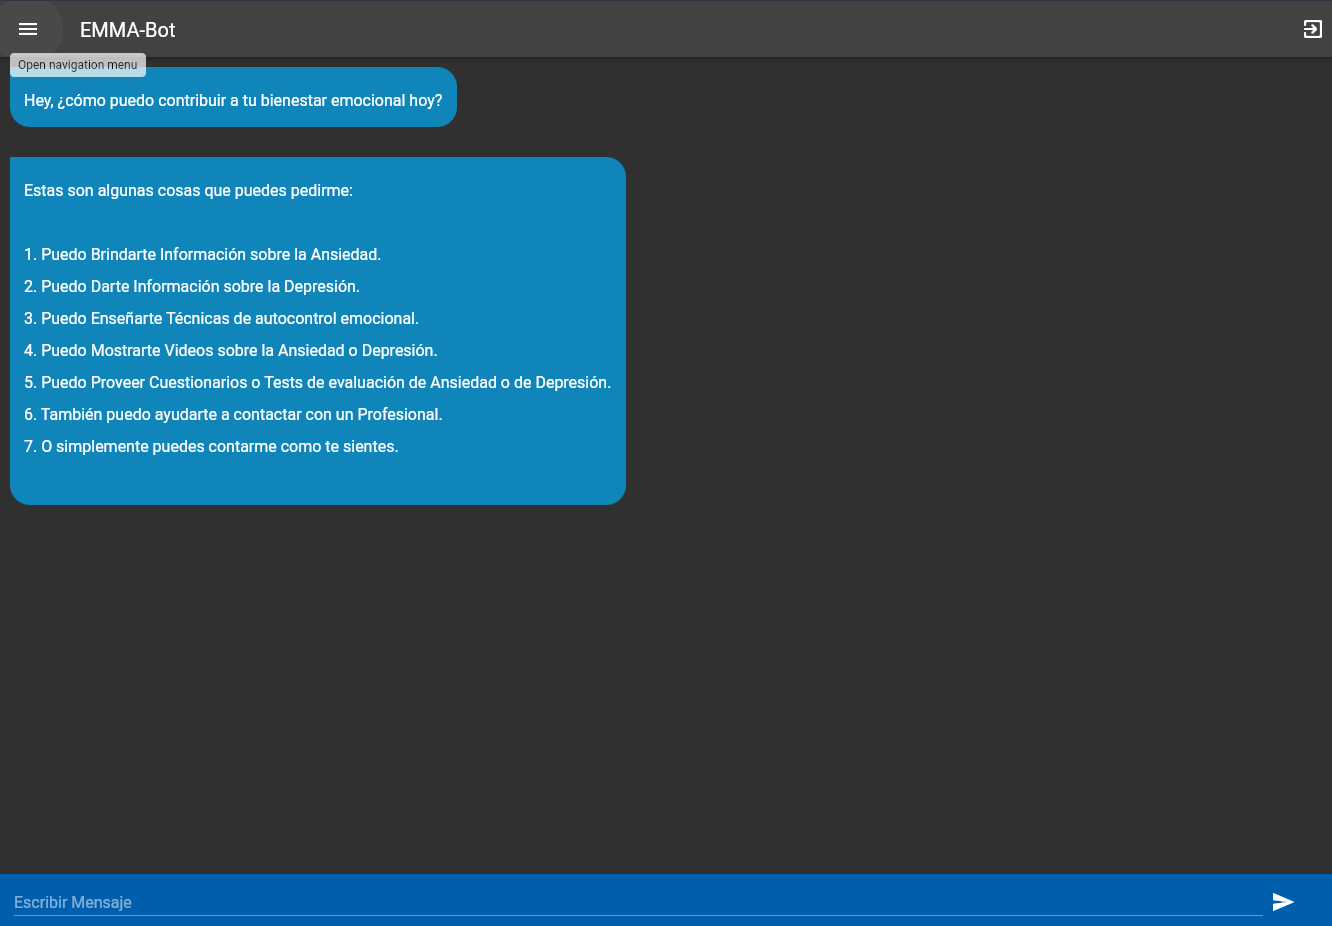 EMMA-Bot
Open navigation menu
Hey, ¿cómo puedo contribuir a tu bienestar emocional hoy?
Estas son algunas cosas que puedes pedirme:
1. Puedo Brindarte Información sobre la Ansiedad.
2. Puedo Darte Información sobre la Depresión.
3. Puedo Enseñarte Técnicas de autocontrol emocional.
4. Puedo Mostrarte Videos sobre la Ansiedad o Depresión.
5. Puedo Proveer Cuestionarios o Tests de evaluación de Ansiedad o de Depresión.
6. También puedo ayudarte a contactar con un Profesional.
7. O simplemente puedes contarme como te sientes.
Escribir Mensaje